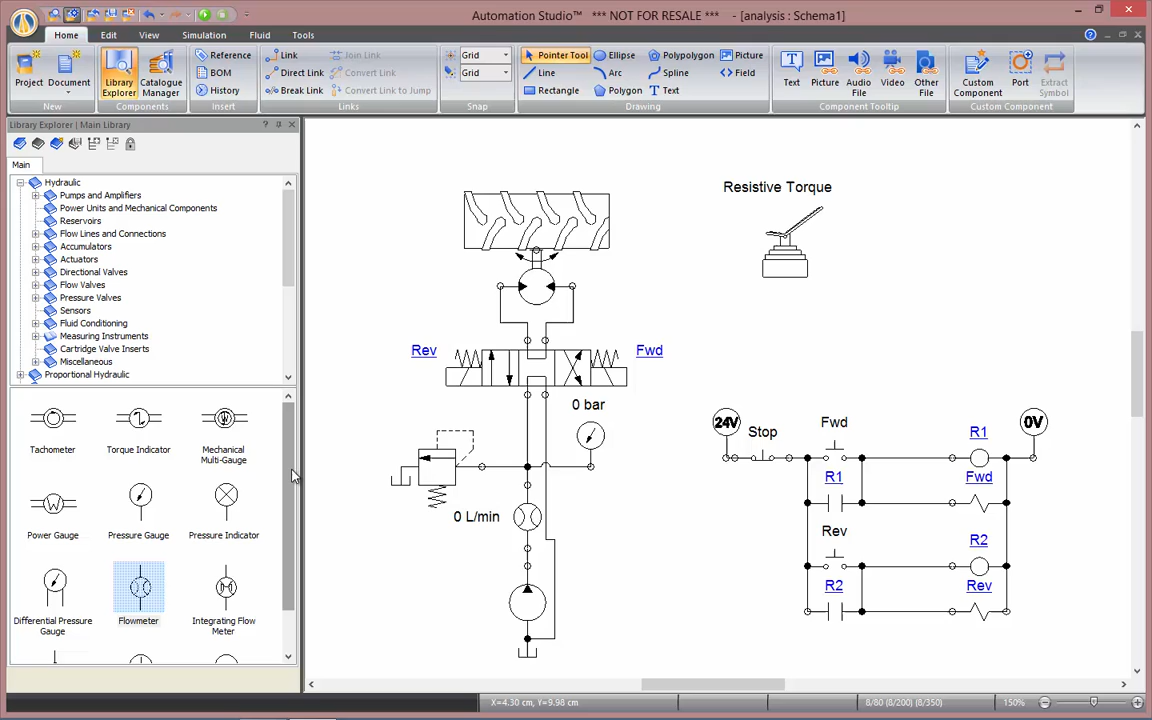 Automation Studio™ *** NOT FOR RESALE *** - [analysis : Schema1]
Home Edit View Simulation Fluid Tools
Project Document
New
Library Explorer Catalogue Manager
Components
Reference
BOM
History
Insert
Link Join Link
Direct Link Convert Link
Break Link Convert Link to Jump
Links
Grid
Grid
Snap
Pointer Tool Ellipse Polypolygon Picture
Line Arc Spline Field
Rectangle Polygon Text
Drawing
Text Picture Audio File Video Other File
Component Tooltip
Custom Component Port Extract Symbol
Custom Component
Library Explorer | Main Library
Main
Hydraulic
Pumps and Amplifiers
Power Units and Mechanical Components
Reservoirs
Flow Lines and Connections
Accumulators
Actuators
Directional Valves
Flow Valves
Pressure Valves
Sensors
Fluid Conditioning
Measuring Instruments
Cartridge Valve Inserts
Miscellaneous
Proportional Hydraulic
Tachometer Torque Indicator Mechanical Multi-Gauge
Power Gauge Pressure Gauge Pressure Indicator
Differential Pressure Gauge Flowmeter Integrating Flow Meter
Resistive Torque
Rev Fwd
0 bar
0 L/min
24V Stop Fwd R1 0V
R1 Fwd
Rev R2
R2 Rev
X=4.30 cm, Y=9.98 cm 8/80 (8/200) (8/350) 150%